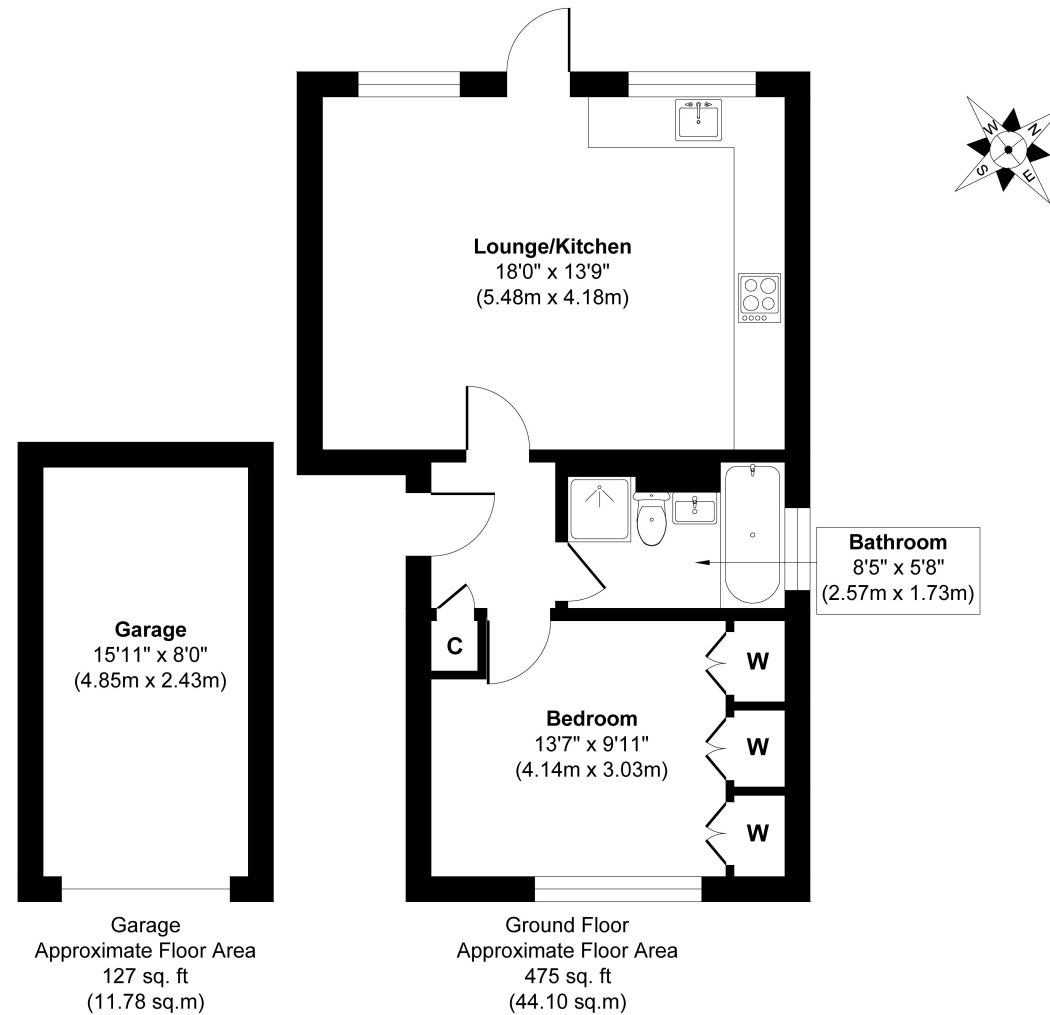 W
N
S
E
Lounge/Kitchen
18'0" x 13'9"
(5.48m x 4.18m)
Bathroom
8'5" x 5'8"
(2.57m x 1.73m)
Garage
15'11" x 8'0"
(4.85m x 2.43m)
C
W
Bedroom
13'7" x 9'11"
(4.14m x 3.03m)
W
W
Garage
Approximate Floor Area
127 sq. ft
(11.78 sq.m)
Ground Floor
Approximate Floor Area
475 sq. ft
(44.10 sq.m)